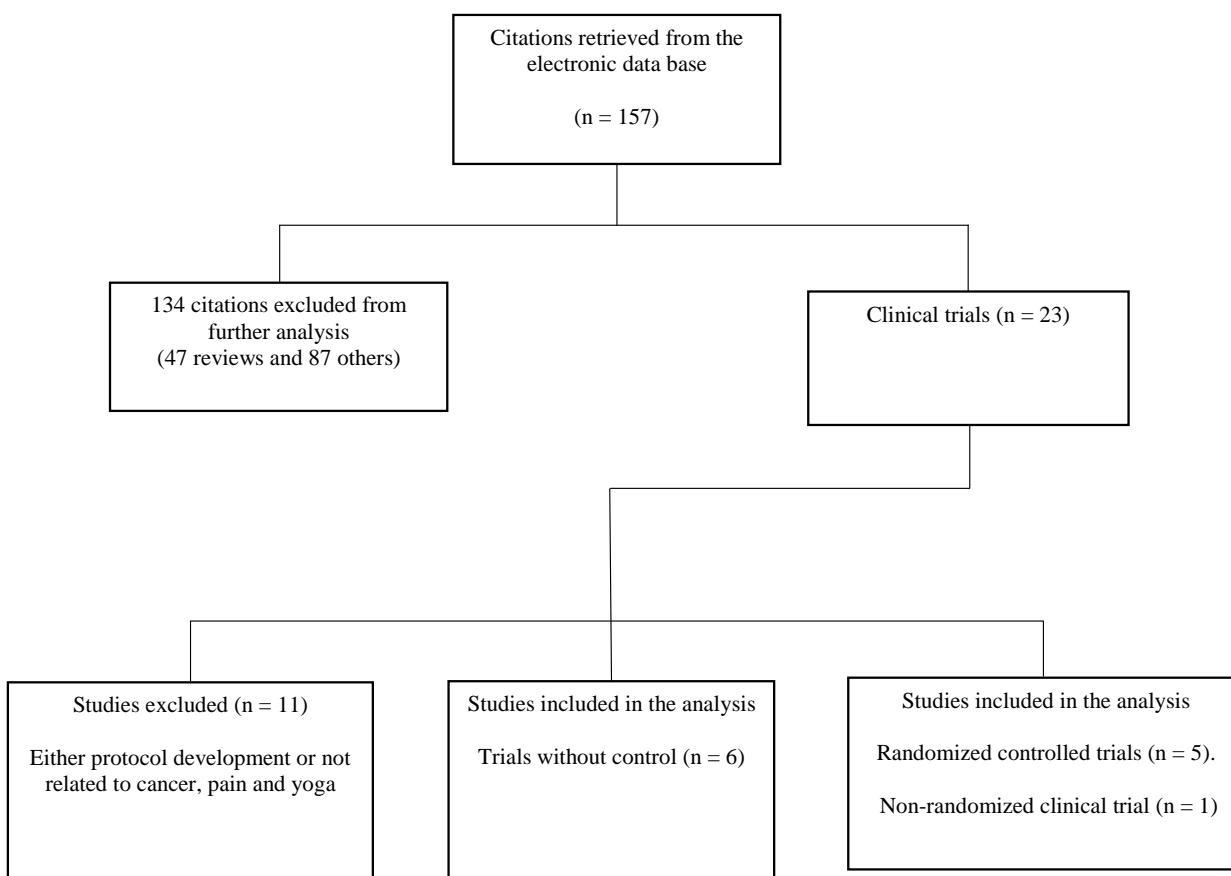 Citations retrieved from the
electronic data base
(n = 157)
134 citations excluded from
further analysis
(47 reviews and 87 others)
Clinical trials (n = 23)
Studies excluded (n = 11)
Either protocol development or not
related to cancer, pain and yoga
Studies included in the analysis
Trials without control (n = 6)
Studies included in the analysis
Randomized controlled trials (n = 5).
Non-randomized clinical trial (n = 1)